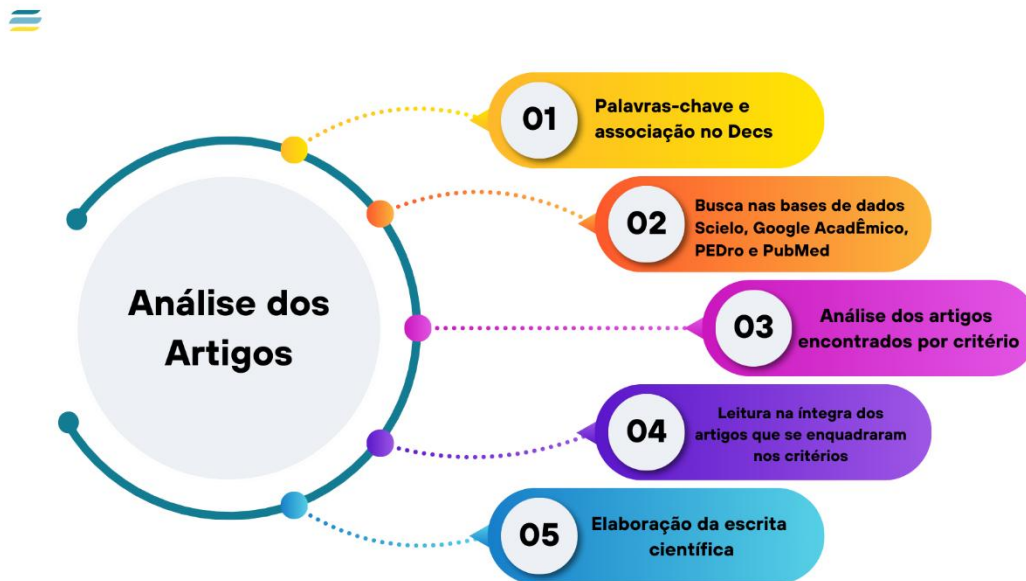 Análise dos
Artigos
01
Palavras-chave e
associação no Decs
02
Busca nas bases de dados
Scielo, Google AcadÊmico,
PEDro e PubMed
03
Análise dos artigos
encontrados por critério
04
Leitura na íntegra dos
artigos que se enquadraram
nos critérios
05
Elaboração da escrita
científica